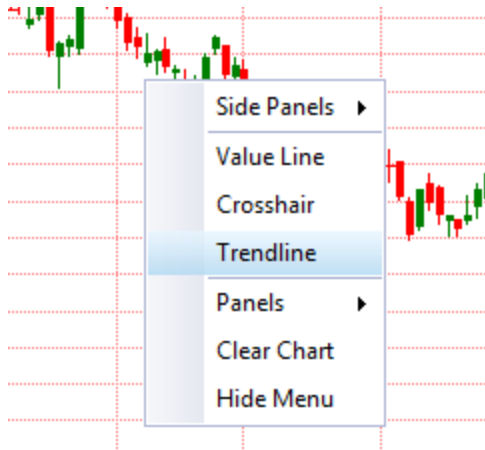 Side Panels
Value Line
Crosshair
Trendline
Panels
Clear Chart
Hide Menu